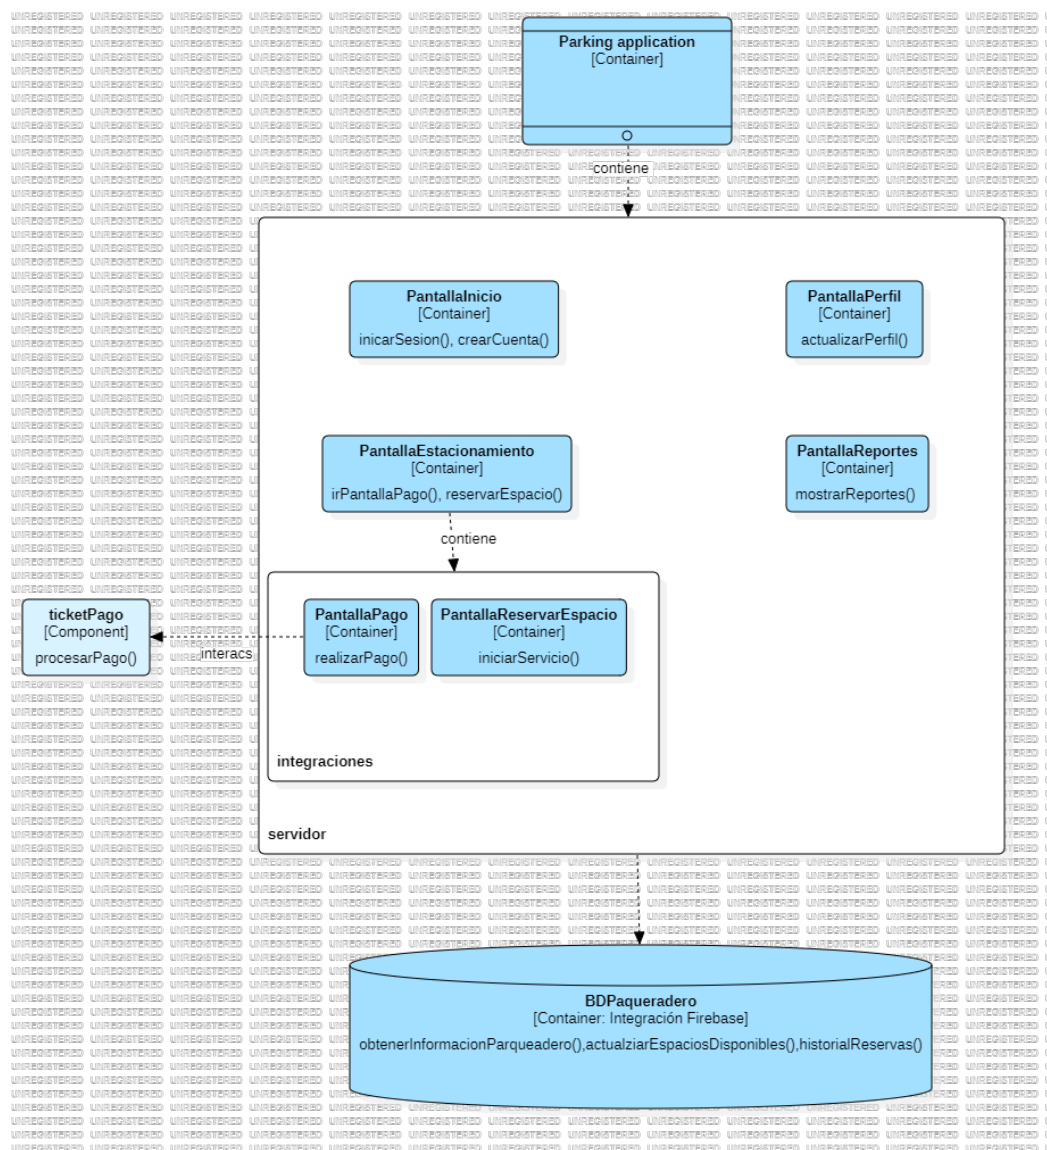 Parking application
[Container]
contiene
PantallaInicio
[Container]
inicarSesion(), crearCuenta()
PantallaPerfil
[Container]
actualizarPerfil()
PantallaEstacionamiento
[Container]
irPantallaPago(), reservarEspacio()
PantallaReportes
[Container]
mostrarReportes()
contiene
ticketPago
[Component]
procesarPago()
interacs
PantallaPago
[Container]
realizarPago()
PantallaReservarEspacio
[Container]
iniciarServicio()
integraciones
servidor
BDPaqueradero
[Container: Integración Firebase]
obtenerInformacionParqueadero(),actualziarEspaciosDisponibles(),historialReservas()
UNREGISTERED